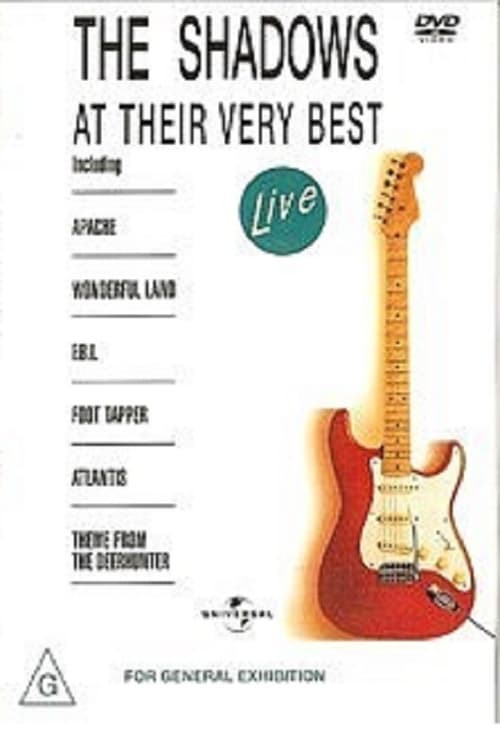 THE SHADOWS
DVD
VIDEO
AT THEIR VERY BEST
Including
Live
APACHE
WONDERFUL LAND
F.B.I.
FOOT TAPPER
ATLANTIS
THEME FROM
THE DEERHUNTER
UNIVERSAL
G
FOR GENERAL EXHIBITION